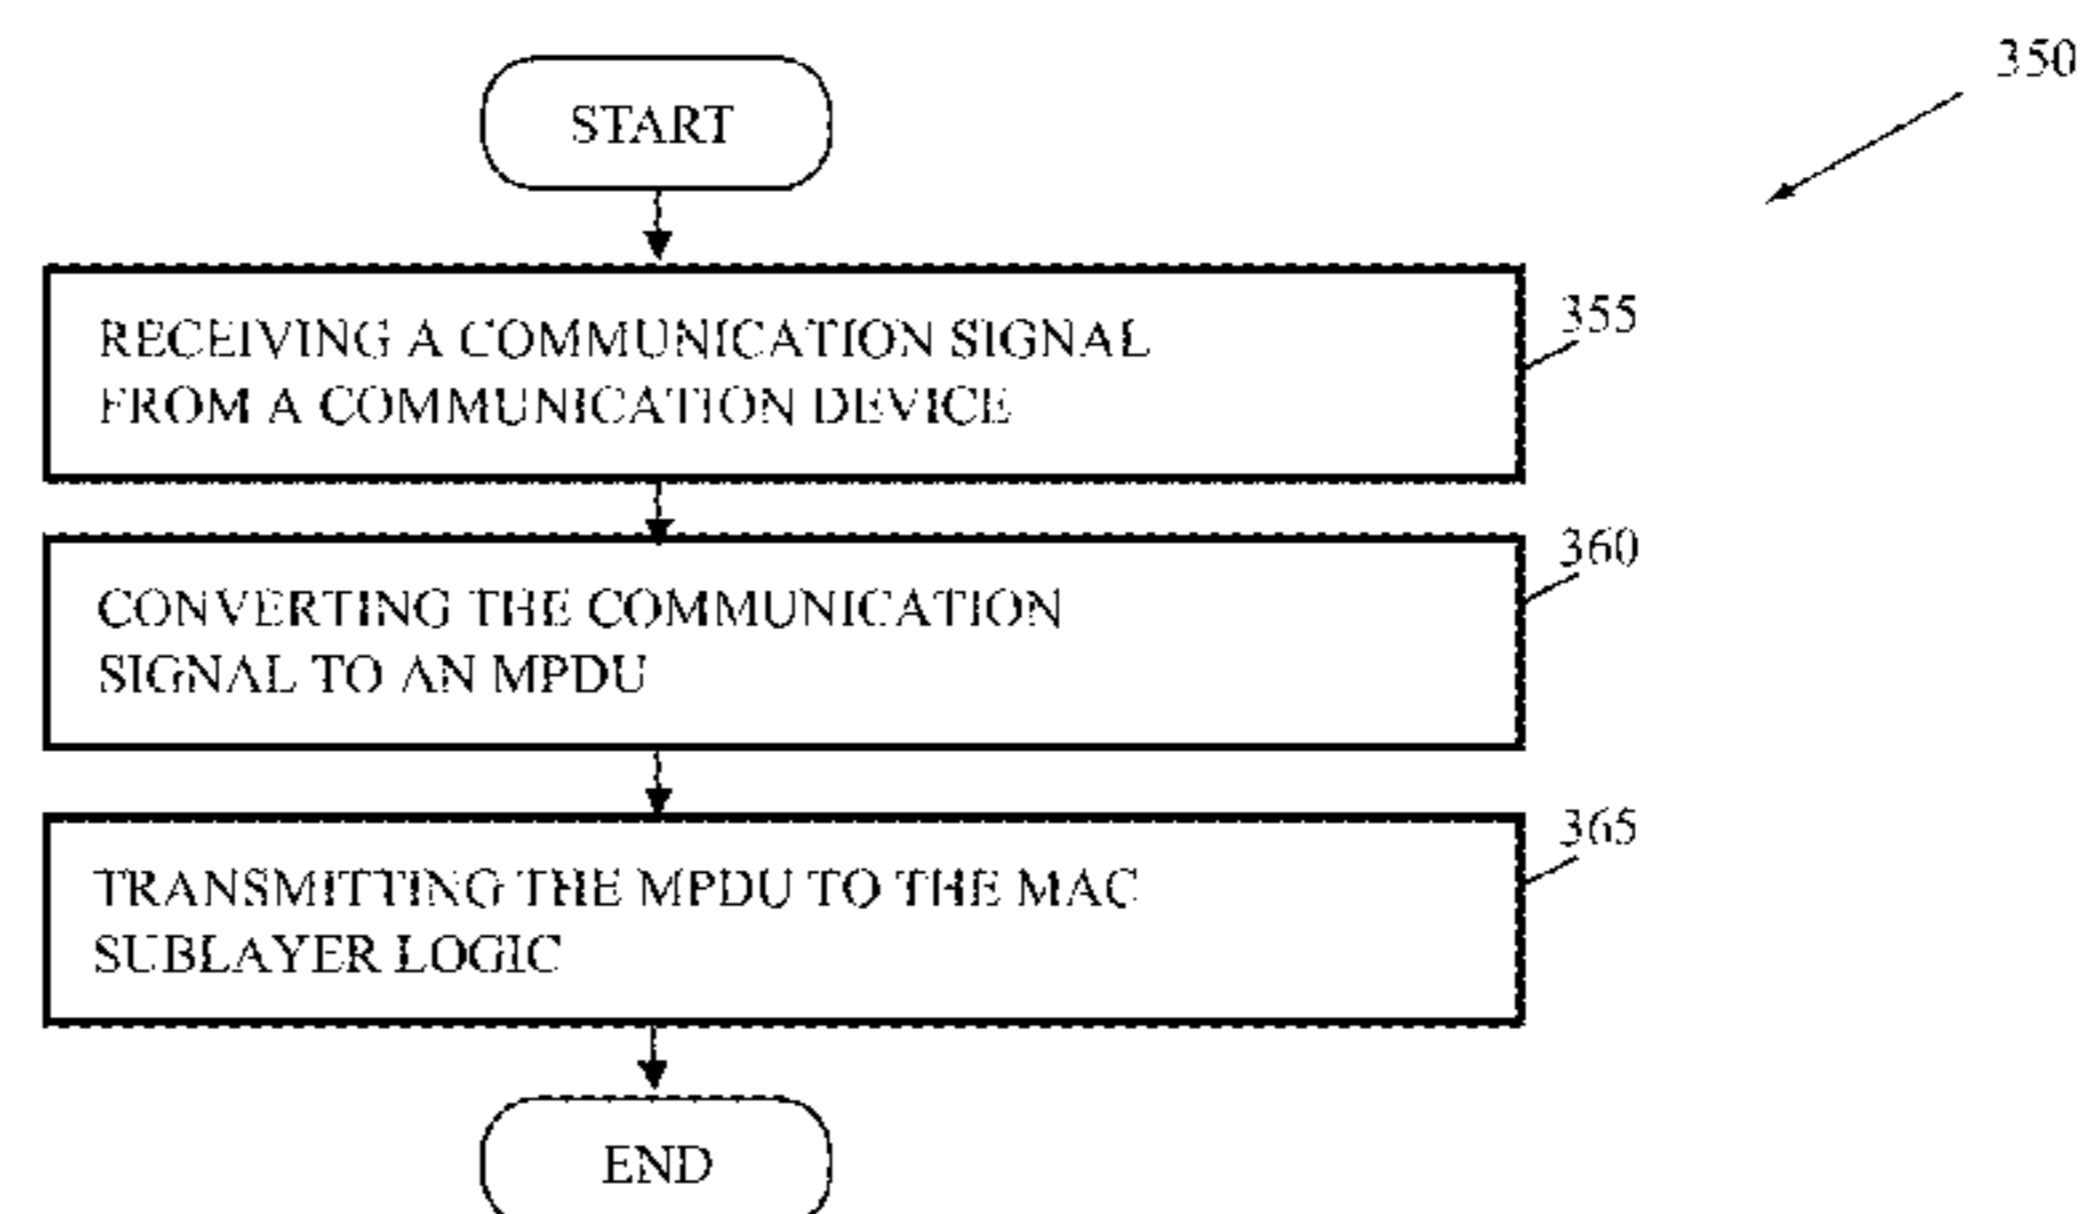 350
START
355
RECEIVING A COMMUNICATION SIGNAL
FROM A COMMUNICATION DEVICE
360
CONVERTING THE COMMUNICATION
SIGNAL TO AN MPDU
365
TRANSMITTING THE MPDU TO THE MAC
SUBLAYER LOGIC
END